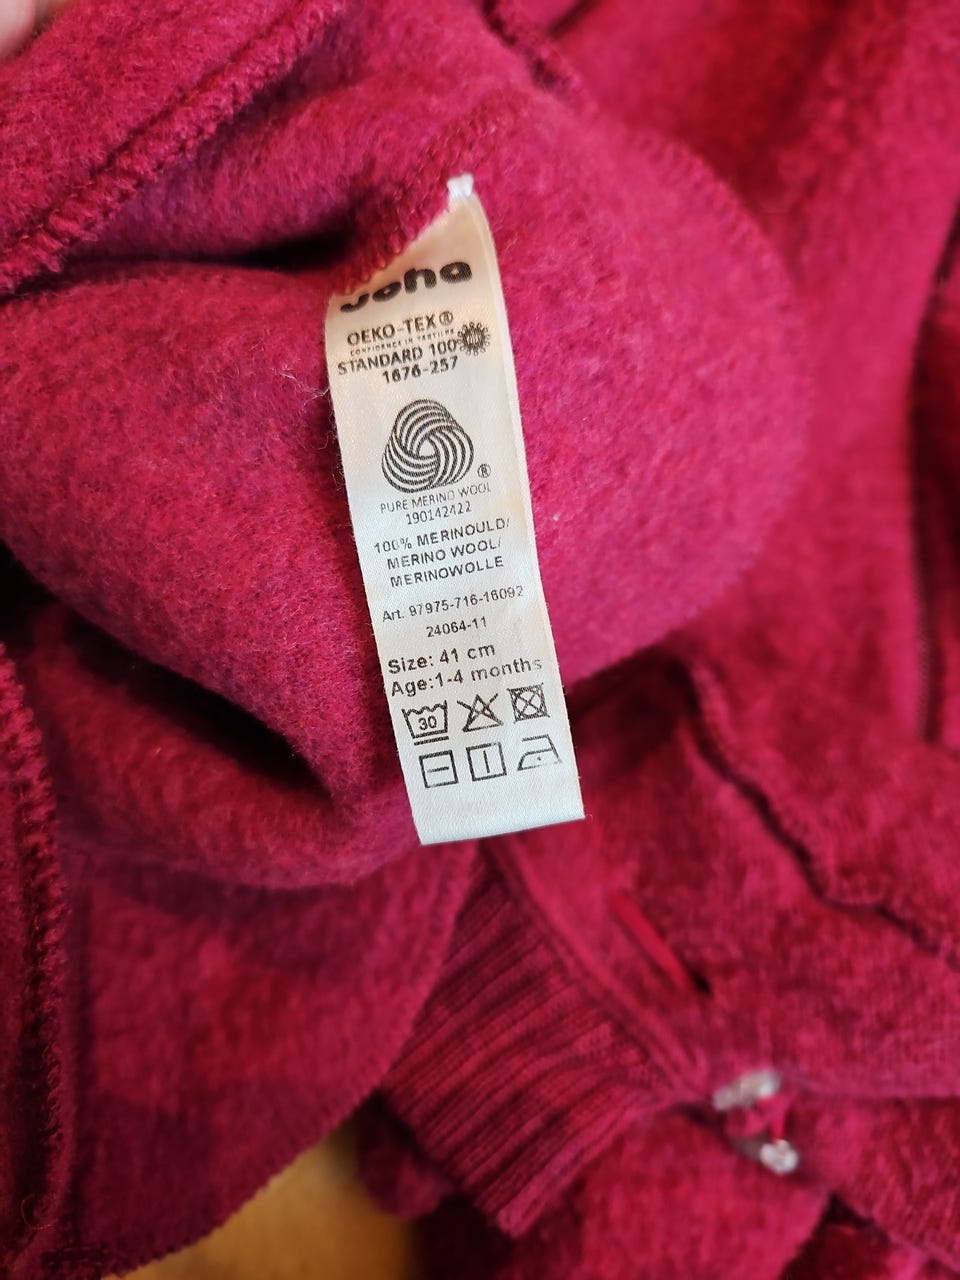 Joha
OEKO-TEX®
CONFIDENCE IN TEXTILES
STANDARD 100
1676-257
®
PURE MERINO WOOL
190142422
100% MERINOULD/
MERINO WOOL/
MERINOWOLLE
Art. 97975-716-16092
24064-11
Size: 41 cm
Age:1-4 months
30